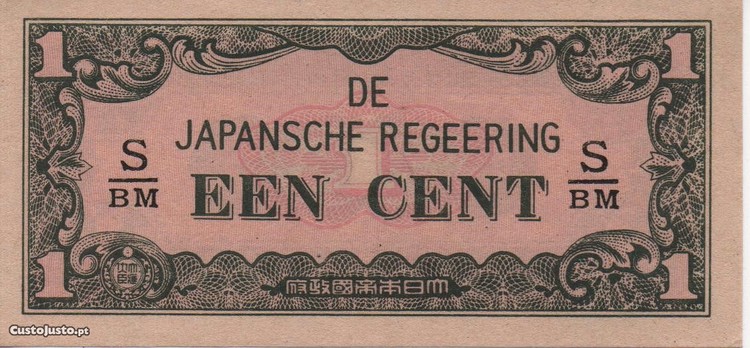 1 1
DE
JAPANSCHE REGEERING
S S
BM BM
EEN CENT
1 1
大日本帝國政府
CustoJusto.pt